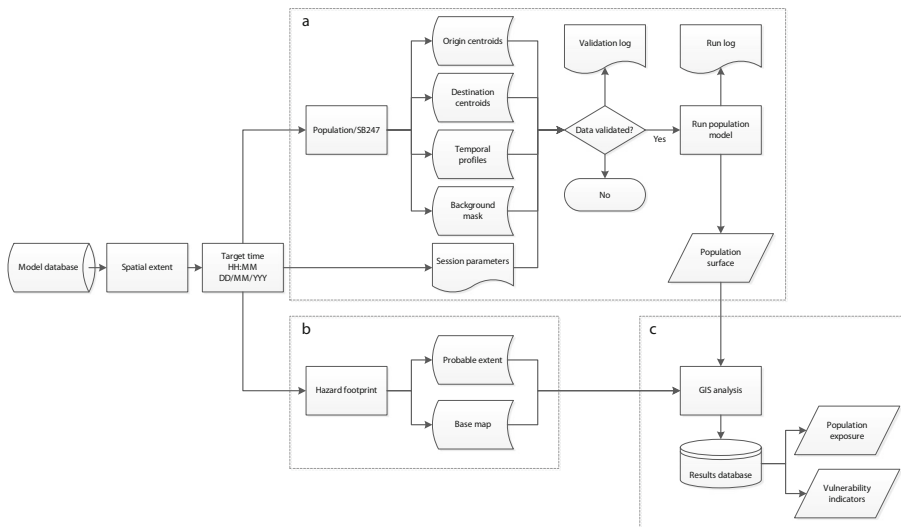 a
Origin centroids
Validation log
Run log
Destination
centroids
Population/SB247
Data validated?
Yes
Run population
model
Temporal
profiles
No
Background
mask
Model database
Spatial extent
Target time
HH:MM
DD/MM/YYY
Session parameters
Population
surface
b
c
Probable extent
Hazard footprint
GIS analysis
Base map
Population
exposure
Results database
Vulnerability
indicators